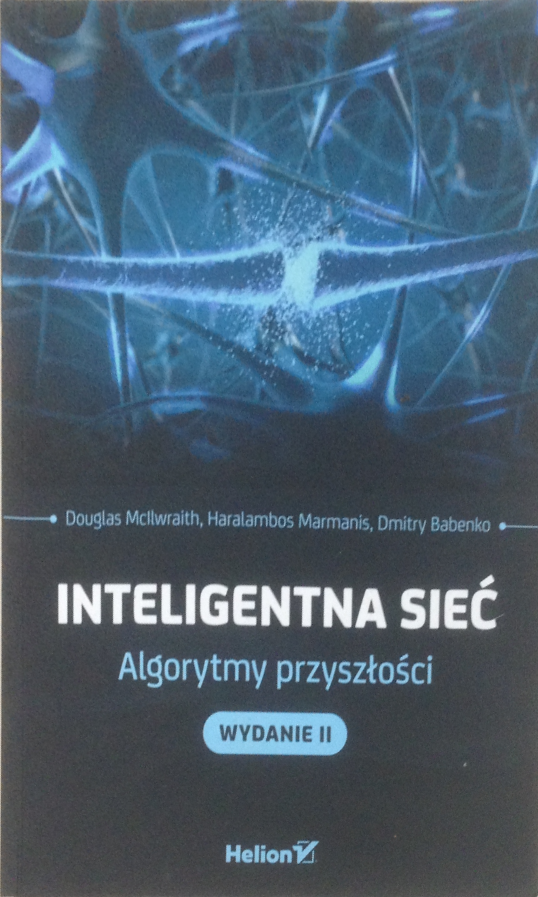 Douglas McIlwraith, Haralambos Marmanis, Dmitry Babenko
INTELIGENTNA SIEĆ
Algorytmy przyszłości
WYDANIE II
Helion